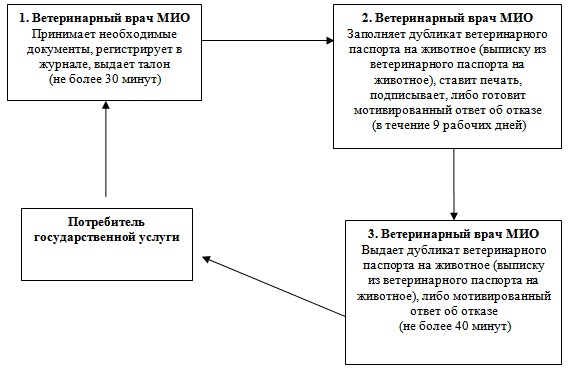 1. Ветеринарный врач МИО
Принимает необходимые
документы, регистрирует в
журнале, выдает талон
(не более 30 минут)
2. Ветеринарный врач МИО
Заполняет дубликат ветеринарного
паспорта на животное (выписку из
ветеринарного паспорта на
животное), ставит печать,
подписывает, либо готовит
мотивированный ответ об отказе
(в течение 9 рабочих дней)
Потребитель
государственной услуги
3. Ветеринарный врач МИО
Выдает дубликат ветеринарного
паспорта на животное (выписку
из ветеринарного паспорта на
животное), либо мотивированный
ответ об отказе
(не более 40 минут)